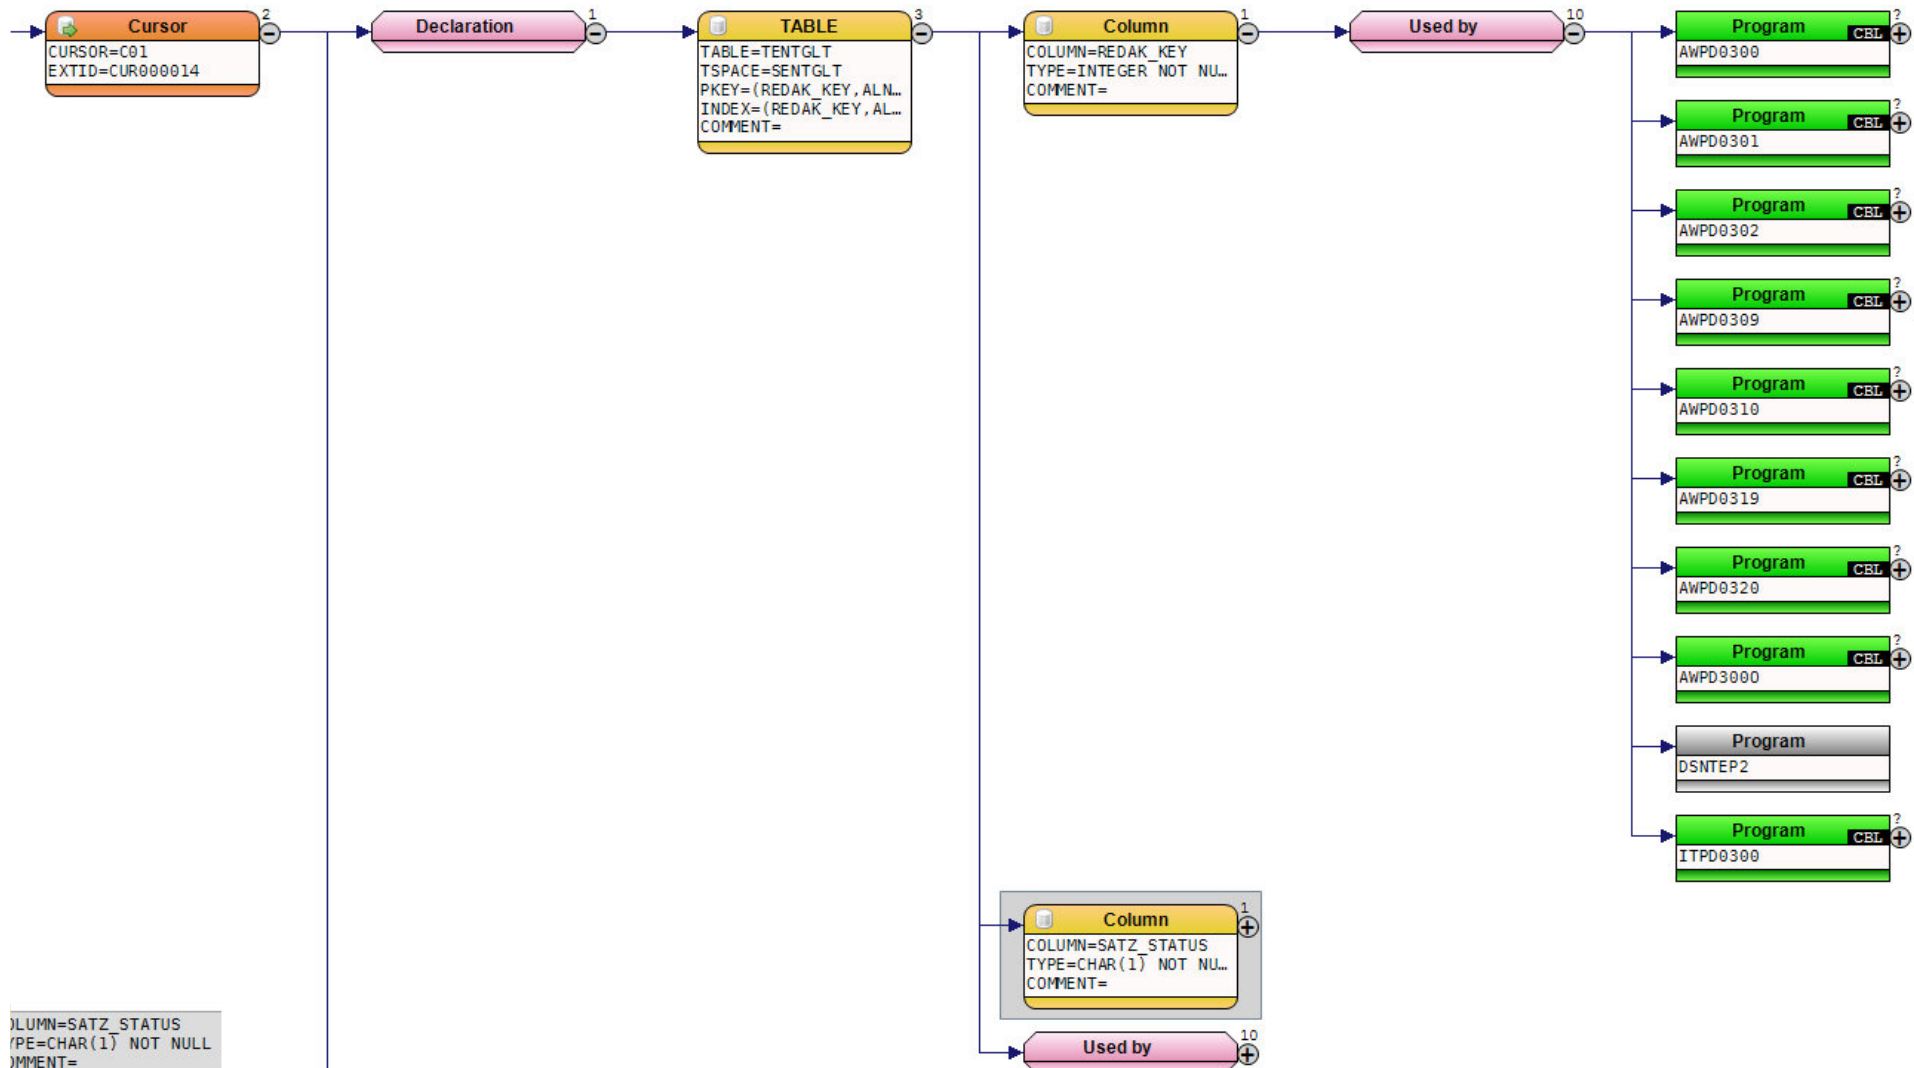 Cursor
2
CURSOR=C01
EXTID=CUR000014
Declaration
1
TABLE
3
TABLE=TENTGLT
TSPACE=SENTGLT
PKEY=(REDAK_KEY,ALN…
INDEX=(REDAK_KEY,AL…
COMMENT=
Column
1
COLUMN=REDAK_KEY
TYPE=INTEGER NOT NU…
COMMENT=
Used by
10
Program
CBL
?
AWPD0300
Program
CBL
?
AWPD0301
Program
CBL
?
AWPD0302
Program
CBL
?
AWPD0309
Program
CBL
?
AWPD0310
Program
CBL
?
AWPD0319
Program
CBL
?
AWPD0320
Program
CBL
?
AWPD300O
Program
DSNTEP2
Program
CBL
?
ITPD0300
Column
1
COLUMN=SATZ_STATUS
TYPE=CHAR(1) NOT NU…
COMMENT=
Used by
10
OLUMN=SATZ_STATUS
YPE=CHAR(1) NOT NULL
OMMENT=